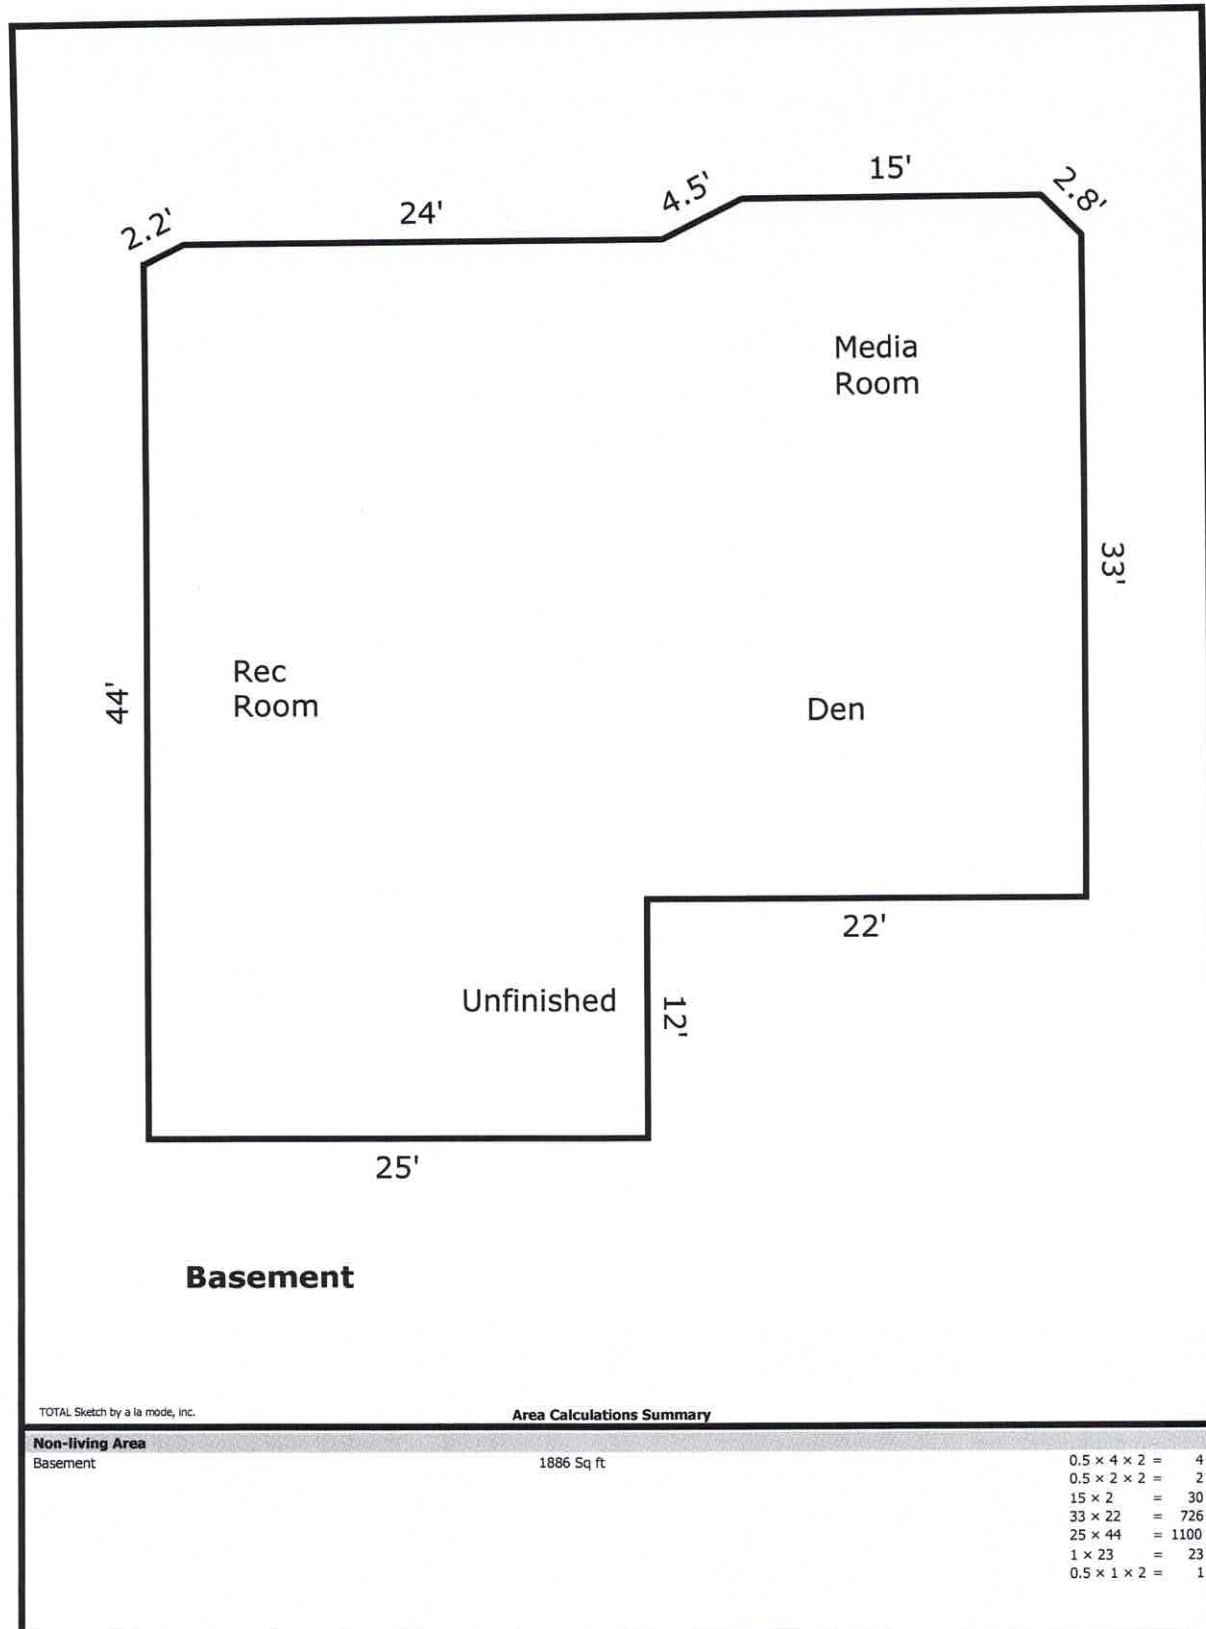 15'
2.8'
4.5'
24'
2.2'
Media
Room
33'
Rec
Room
44'
Den
22'
Unfinished
12'
25'
Basement
TOTAL Sketch by a la mode, inc.
Area Calculations Summary
Non-living Area
Basement 1886 Sq ft
0.5 × 4 × 2 = 4
0.5 × 2 × 2 = 2
15 × 2 = 30
33 × 22 = 726
25 × 44 = 1100
1 × 23 = 23
0.5 × 1 × 2 = 1